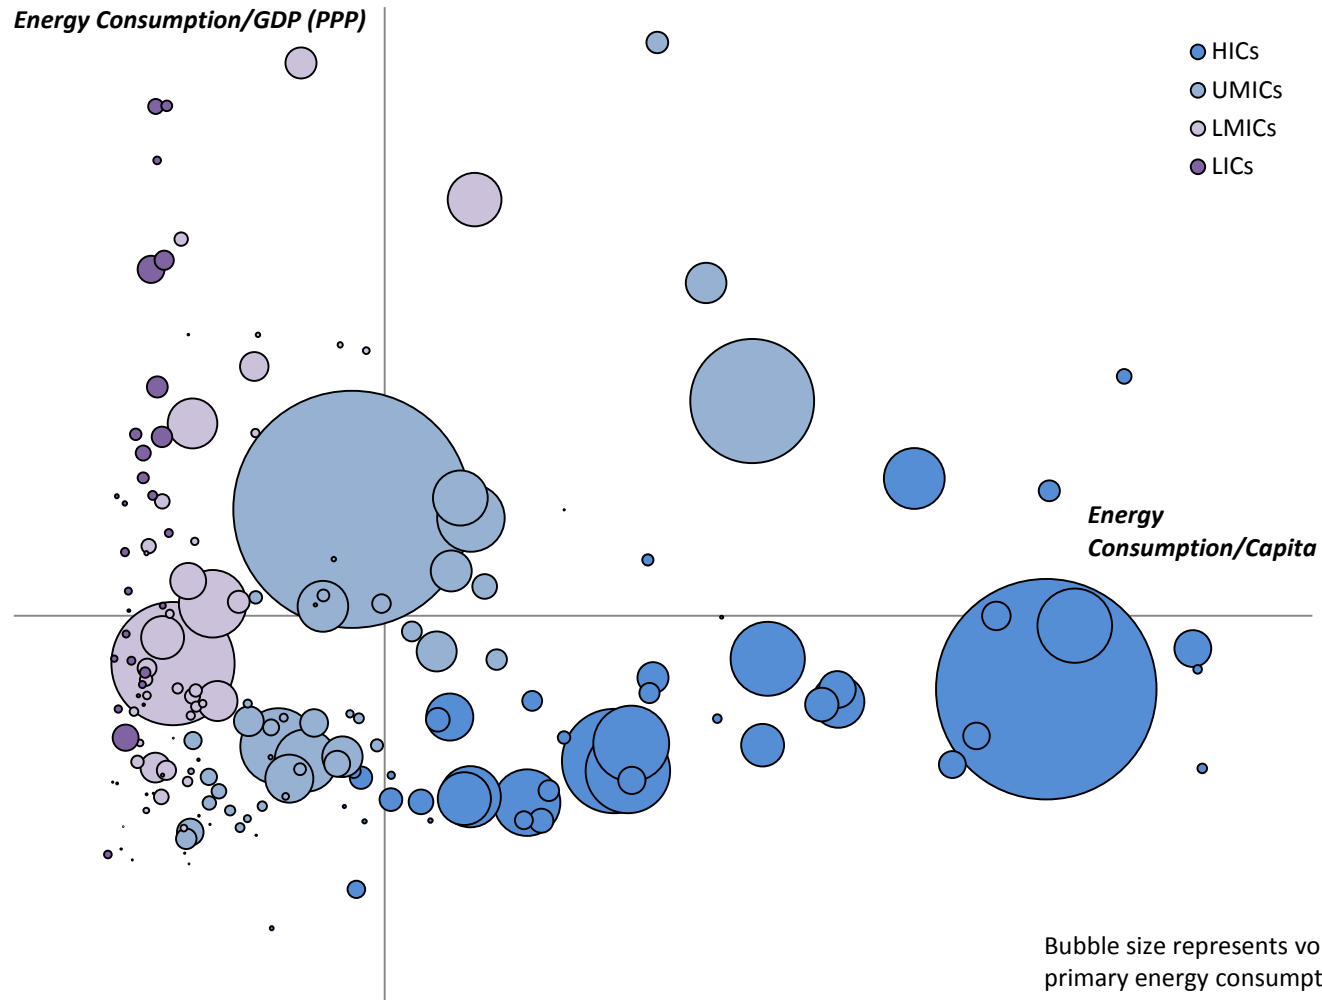 Energy Consumption/GDP (PPP)
HICs
UMICs
LMICs
LICs
Energy
Consumption/Capita
Bubble size represents vo
primary energy consumpt